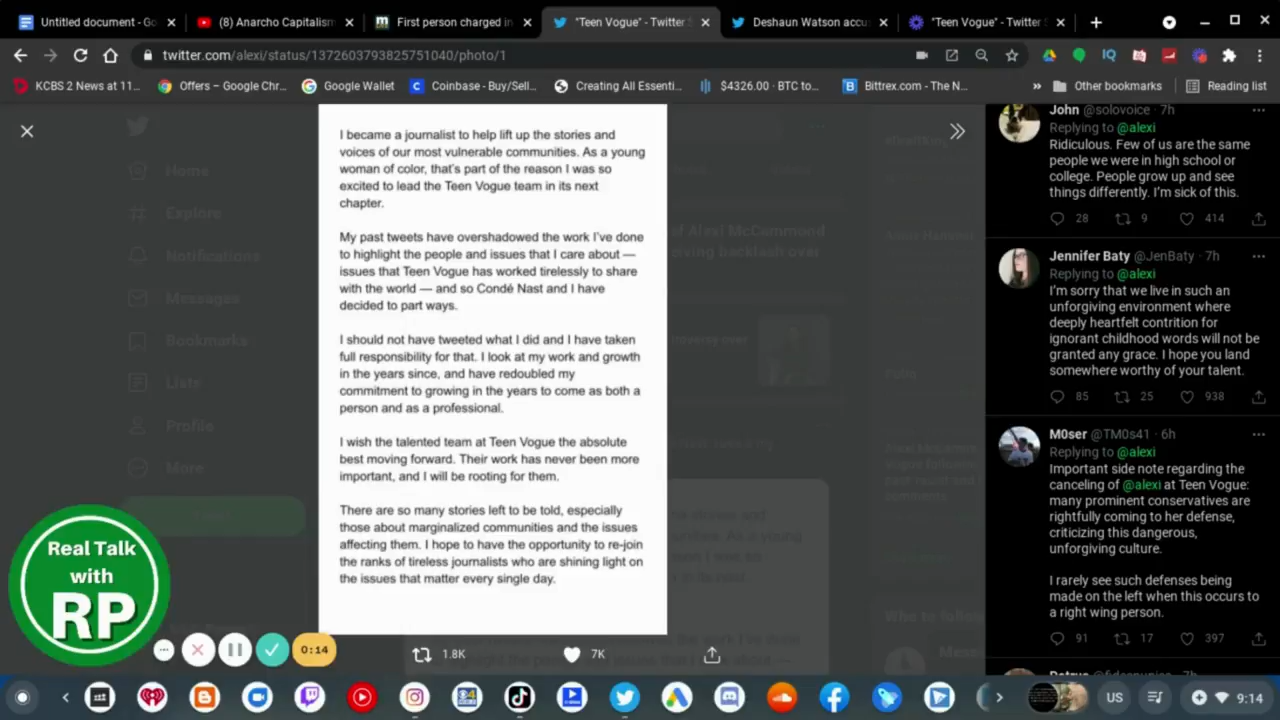 Untitled document - Go
(8) Anarcho Capitalism
First person charged in
"Teen Vogue" - Twitter S
Deshaun Watson accu
"Teen Vogue" - Twitter S
twitter.com/alexi/status/1372603793825751040/photo/1
KCBS 2 News at 11...
Offers – Google Chr...
Google Wallet
Coinbase - Buy/Sell...
Creating All Essenti...
$4326.00 · BTC to...
Bittrex.com - The N...
Other bookmarks
Reading list
Home
Explore
Notifications
Messages
Bookmarks
Lists
Profile
More
I became a journalist to help lift up the stories and
voices of our most vulnerable communities. As a young
woman of color, that's part of the reason I was so
excited to lead the Teen Vogue team in its next
chapter.
My past tweets have overshadowed the work I've done
to highlight the people and issues that I care about —
issues that Teen Vogue has worked tirelessly to share
with the world — and so Condé Nast and I have
decided to part ways.
I should not have tweeted what I did and I have taken
full responsibility for that. I look at my work and growth
in the years since, and have redoubled my
commitment to growing in the years to come as both a
person and as a professional.
I wish the talented team at Teen Vogue the absolute
best moving forward. Their work has never been more
important, and I will be rooting for them.
There are so many stories left to be told, especially
those about marginalized communities and the issues
affecting them. I hope to have the opportunity to re-join
the ranks of tireless journalists who are shining light on
the issues that matter every single day.
1.8K
7K
of Alexi McCammond
ving backlash over
John @solovoice · 7h
Replying to @alexi
Ridiculous. Few of us are the same
people we were in high school or
college. People grow up and see
things differently. I'm sick of this.
28 9 414
Jennifer Baty @JenBaty · 7h
Replying to @alexi
I'm sorry that we live in such an
unforgiving environment where
deeply heartfelt contrition for
ignorant childhood words will not be
granted any grace. I hope you land
somewhere worthy of your talent.
85 25 938
M0ser @TM0s41 · 6h
Replying to @alexi
Important side note regarding the
canceling of @alexi at Teen Vogue:
many prominent conservatives are
rightfully coming to her defense,
criticizing this dangerous,
unforgiving culture.
I rarely see such defenses being
made on the left when this occurs to
a right wing person.
91 17 397
Real Talk
with
RP
0:14
US
9:14